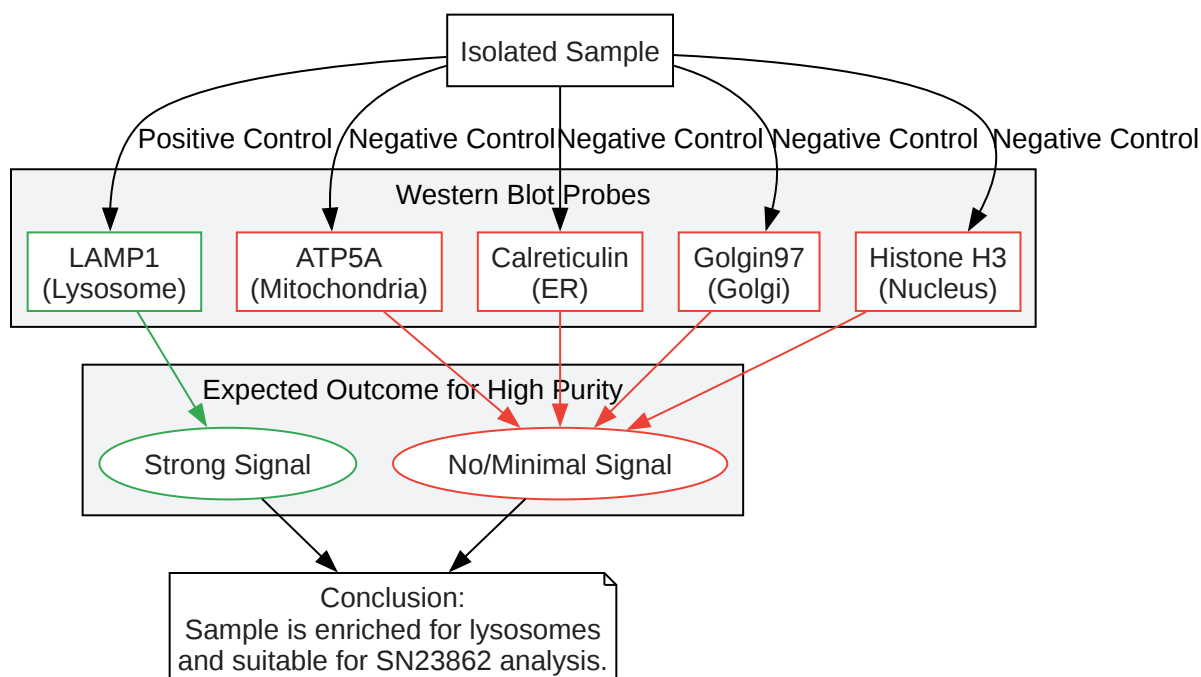 Isolated Sample
Positive Control
Negative Control
Negative Control
Negative Control
Negative Control
Western Blot Probes
LAMP1
(Lysosome)
ATP5A
(Mitochondria)
Calreticulin
(ER)
Golgin97
(Golgi)
Histone H3
(Nucleus)
Expected Outcome for High Purity
Strong Signal
No/Minimal Signal
Conclusion:
Sample is enriched for lysosomes
and suitable for SN23862 analysis.